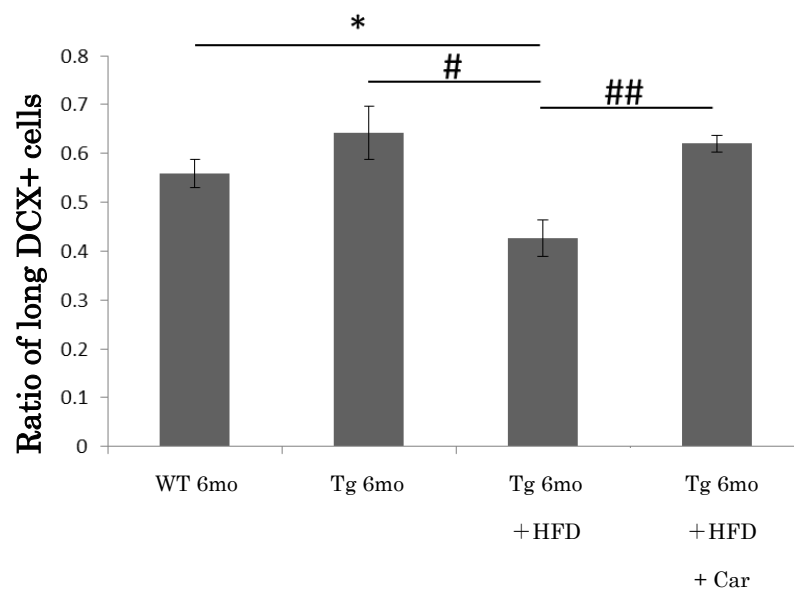 *
#
##
Ratio of long DCX+ cells
0.8
0.7
0.6
0.5
0.4
0.3
0.2
0.1
0
WT 6mo
Tg 6mo
Tg 6mo
+HFD
Tg 6mo
+HFD
+ Car